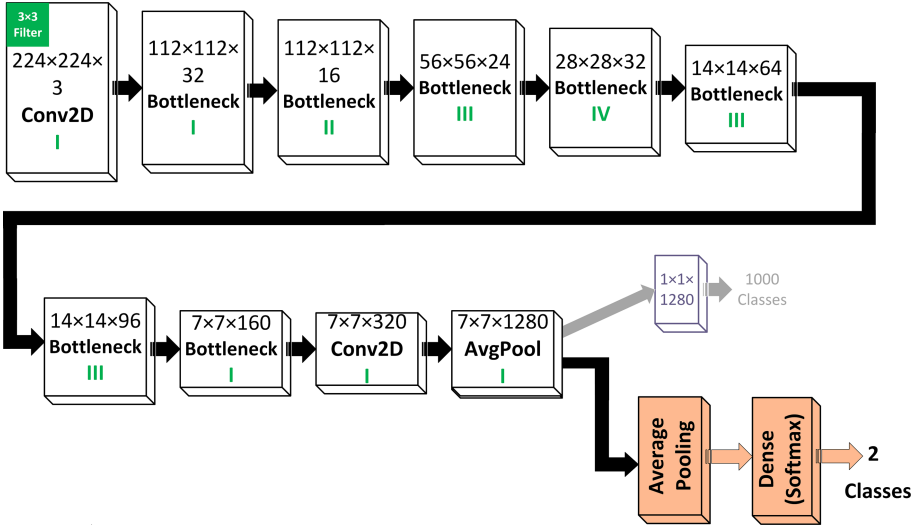 3×3
Filter
224×224×
3
Conv2D
I
112×112×
32
Bottleneck
I
112×112×
16
Bottleneck
II
56×56×24
Bottleneck
III
28×28×32
Bottleneck
IV
14×14×64
Bottleneck
III
14×14×96
Bottleneck
III
7×7×160
Bottleneck
I
7×7×320
Conv2D
I
7×7×1280
AvgPool
I
1×1×
1280
1000
Classes
Average
Pooling
Dense
(Softmax)
2
Classes